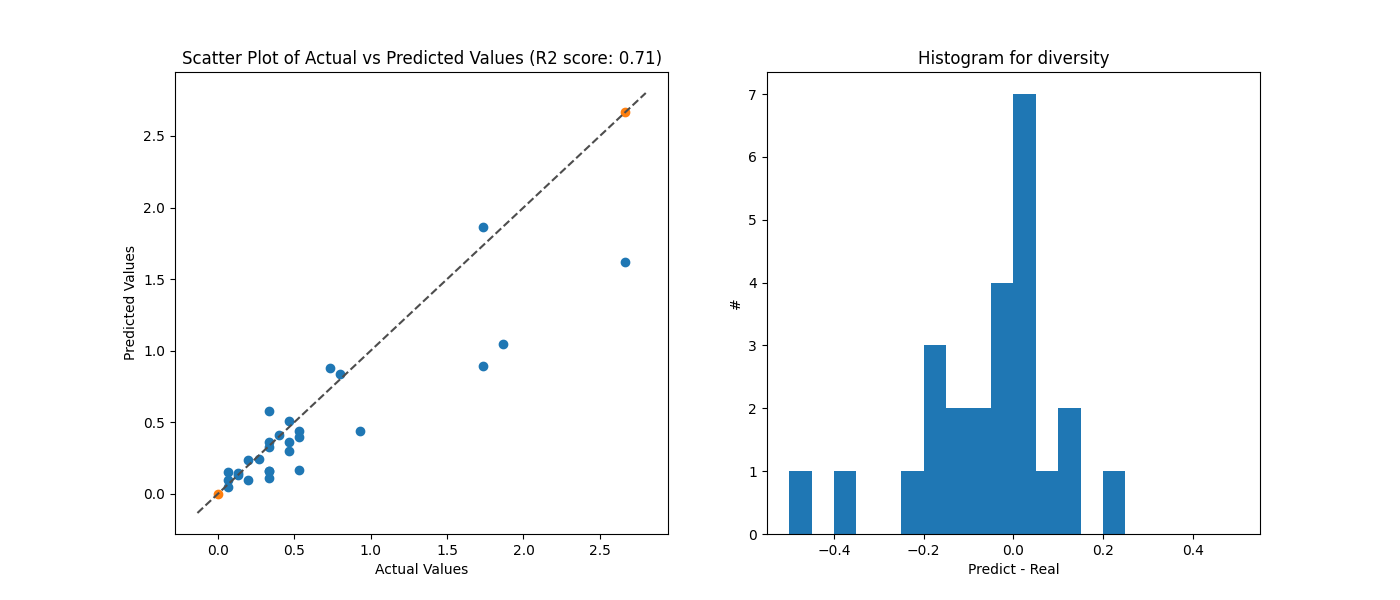 Scatter Plot of Actual vs Predicted Values (R2 score: 0.71)
2.5
2.0
1.5
1.0
0.5
0.0
Predicted Values
0.0 0.5 1.0 1.5 2.0 2.5
Actual Values
Histogram for diversity
7
6
5
4
3
2
1
0
#
−0.4 −0.2 0.0 0.2 0.4
Predict - Real